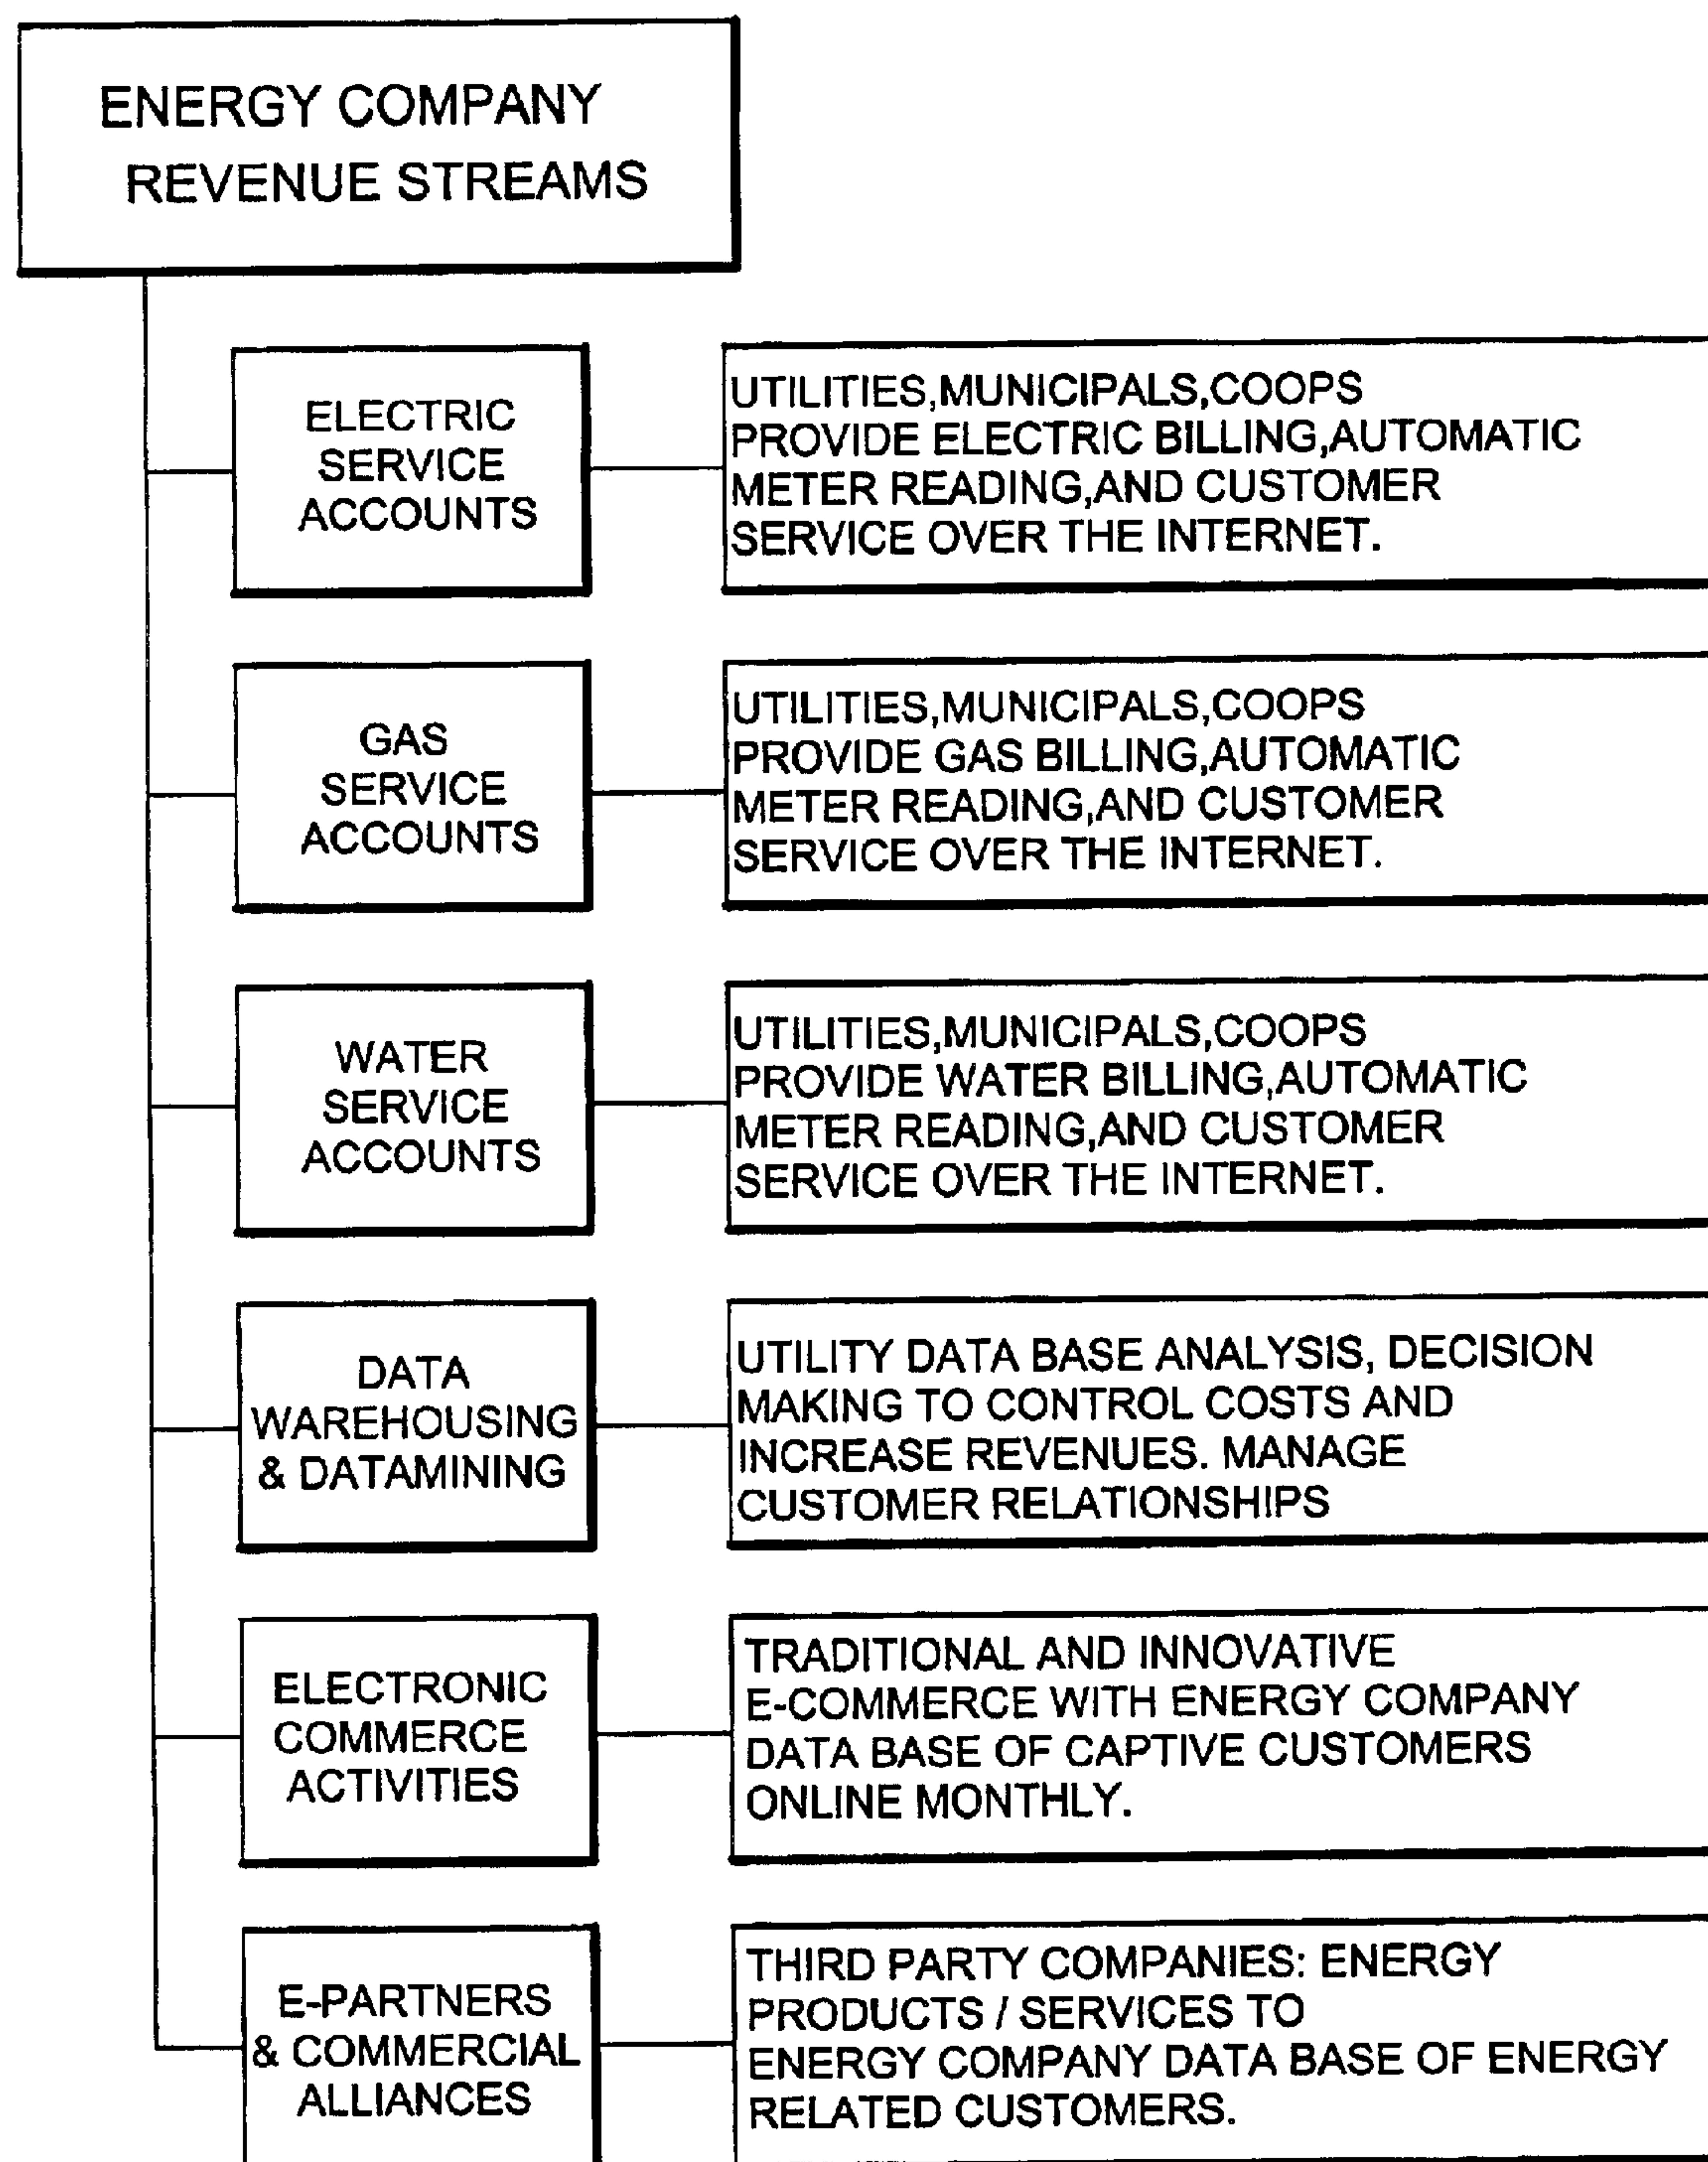 ENERGY COMPANY
REVENUE STREAMS
ELECTRIC
SERVICE
ACCOUNTS
UTILITIES,MUNICIPALS,COOPS
PROVIDE ELECTRIC BILLING,AUTOMATIC
METER READING,AND CUSTOMER
SERVICE OVER THE INTERNET.
GAS
SERVICE
ACCOUNTS
UTILITIES,MUNICIPALS,COOPS
PROVIDE GAS BILLING,AUTOMATIC
METER READING,AND CUSTOMER
SERVICE OVER THE INTERNET.
WATER
SERVICE
ACCOUNTS
UTILITIES,MUNICIPALS,COOPS
PROVIDE WATER BILLING,AUTOMATIC
METER READING,AND CUSTOMER
SERVICE OVER THE INTERNET.
DATA
WAREHOUSING
& DATAMINING
UTILITY DATA BASE ANALYSIS, DECISION
MAKING TO CONTROL COSTS AND
INCREASE REVENUES. MANAGE
CUSTOMER RELATIONSHIPS
ELECTRONIC
COMMERCE
ACTIVITIES
TRADITIONAL AND INNOVATIVE
E-COMMERCE WITH ENERGY COMPANY
DATA BASE OF CAPTIVE CUSTOMERS
ONLINE MONTHLY.
E-PARTNERS
& COMMERCIAL
ALLIANCES
THIRD PARTY COMPANIES: ENERGY
PRODUCTS / SERVICES TO
ENERGY COMPANY DATA BASE OF ENERGY
RELATED CUSTOMERS.